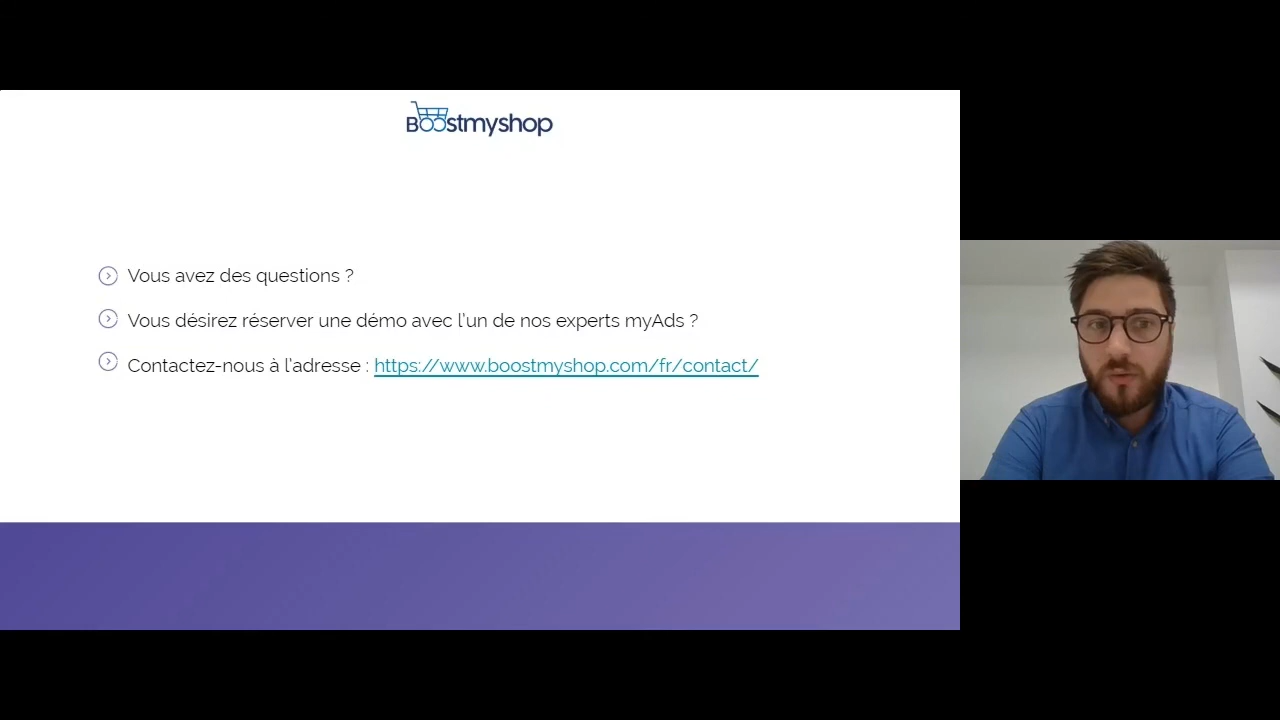 Boostmyshop
Vous avez des questions ?
Vous désirez réserver une démo avec l'un de nos experts myAds ?
Contactez-nous à l'adresse : https://www.boostmyshop.com/fr/contact/